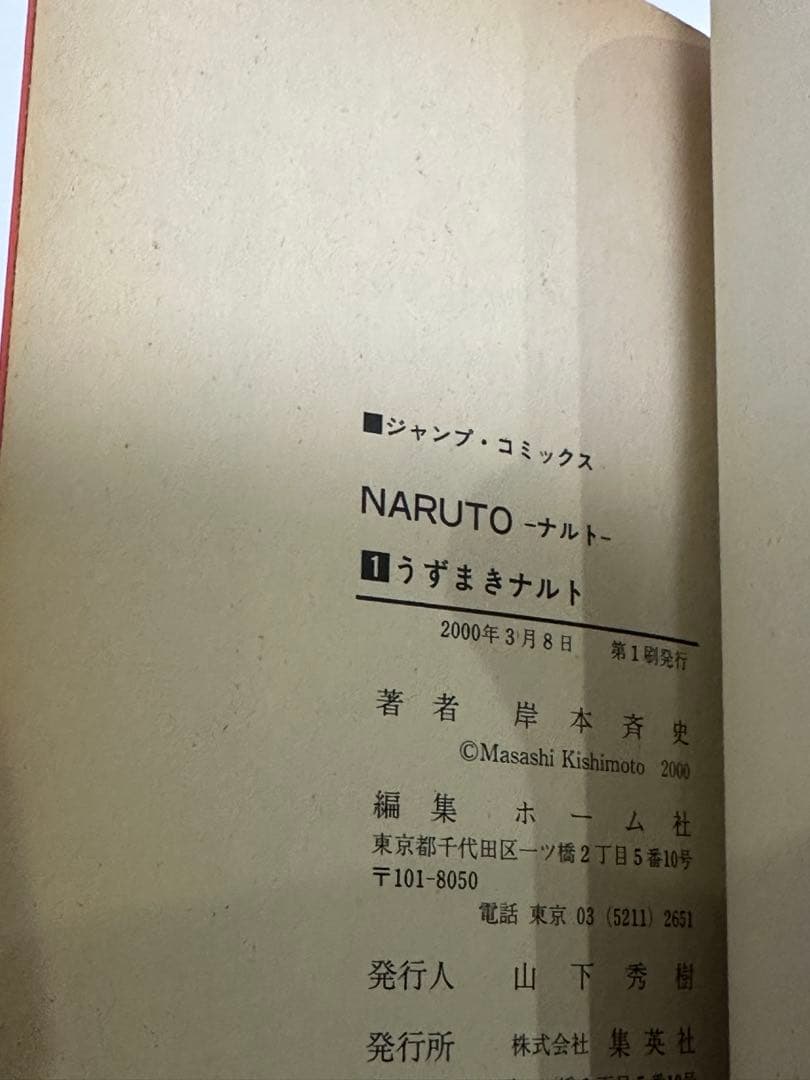 ■ジャンプ・コミックス
NARUTO -ナルト-
1 うずまきナルト
2000年3月8日 第1刷発行
著者 岸本斉史
©Masashi Kishimoto 2000
編集 ホーム社
東京都千代田区一ツ橋2丁目5番10号
〒101-8050
電話 東京 03 (5211) 2651
発行人 山下秀樹
発行所 株式会社 集英社